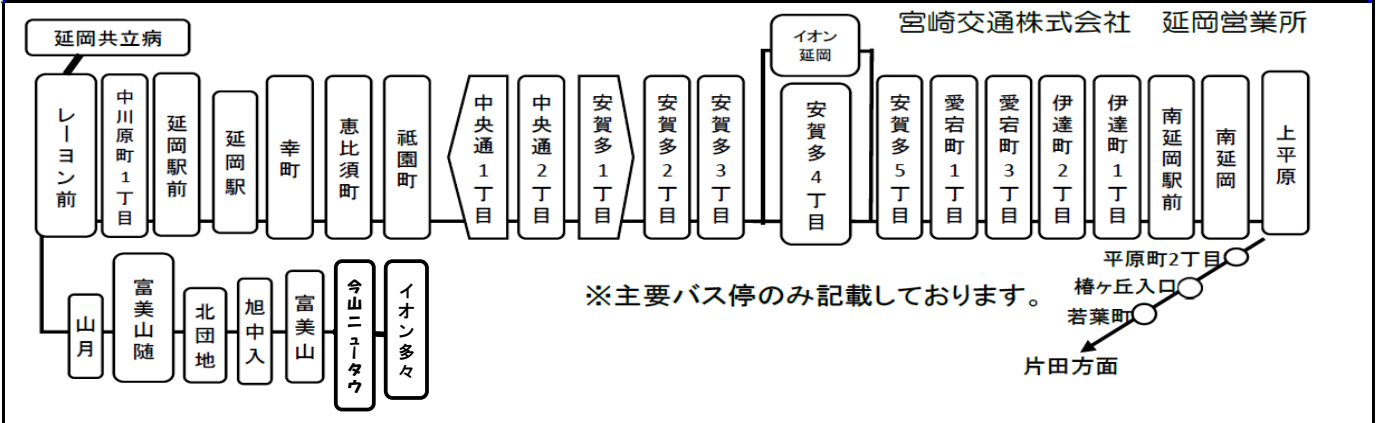 宮崎交通株式会社 延岡営業所
延岡共立病
イオン
延岡
レーヨン前
中川原町1丁目
延岡駅前
延岡駅
幸町
恵比須町
祇園町
中央通1丁目
中央通2丁目
安賀多1丁目
安賀多2丁目
安賀多3丁目
安賀多4丁目
安賀多5丁目
愛宕町1丁目
愛宕町3丁目
伊達町2丁目
伊達町1丁目
南延岡駅前
南延岡
上平原
平原町2丁目
椿ヶ丘入口
若葉町
片田方面
山月
富美山随
北団地
旭中入
富美山
今山ニュータウ
イオン多々
※主要バス停のみ記載しております。